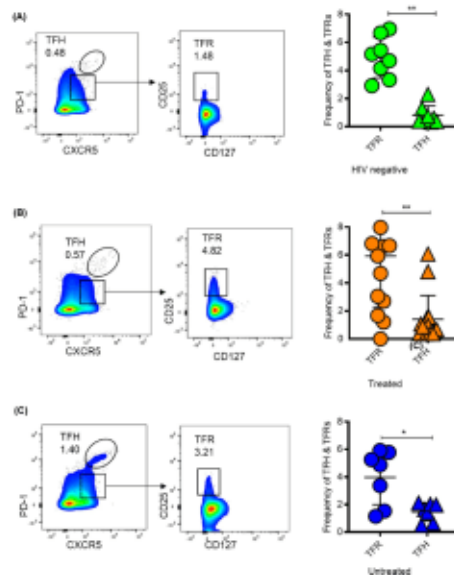 (A)
TFH
0.48
PD-1
CXCR5
TFR
1.48
CD25
CD127
**
Frequency of TFH & TFRs
8
6
4
2
0
TFR
TFH
HIV negative
(B)
TFH
0.57
PD-1
CXCR5
TFR
4.82
CD25
CD127
**
Frequency of TFH & TFRs
8
6
4
2
0
TFR
TFH
Treated
(C)
TFH
1.40
PD-1
CXCR5
TFR
3.21
CD25
CD127
*
Frequency of TFH & TFRs
8
6
4
2
0
TFR
TFH
Untreated